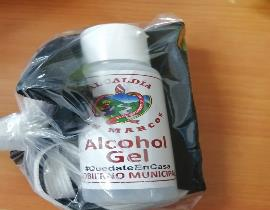 ALCALDIA
MARCOS
Alcohol
Gel
#QuedateEnCasa
GOBIERNO MUNICIPAL